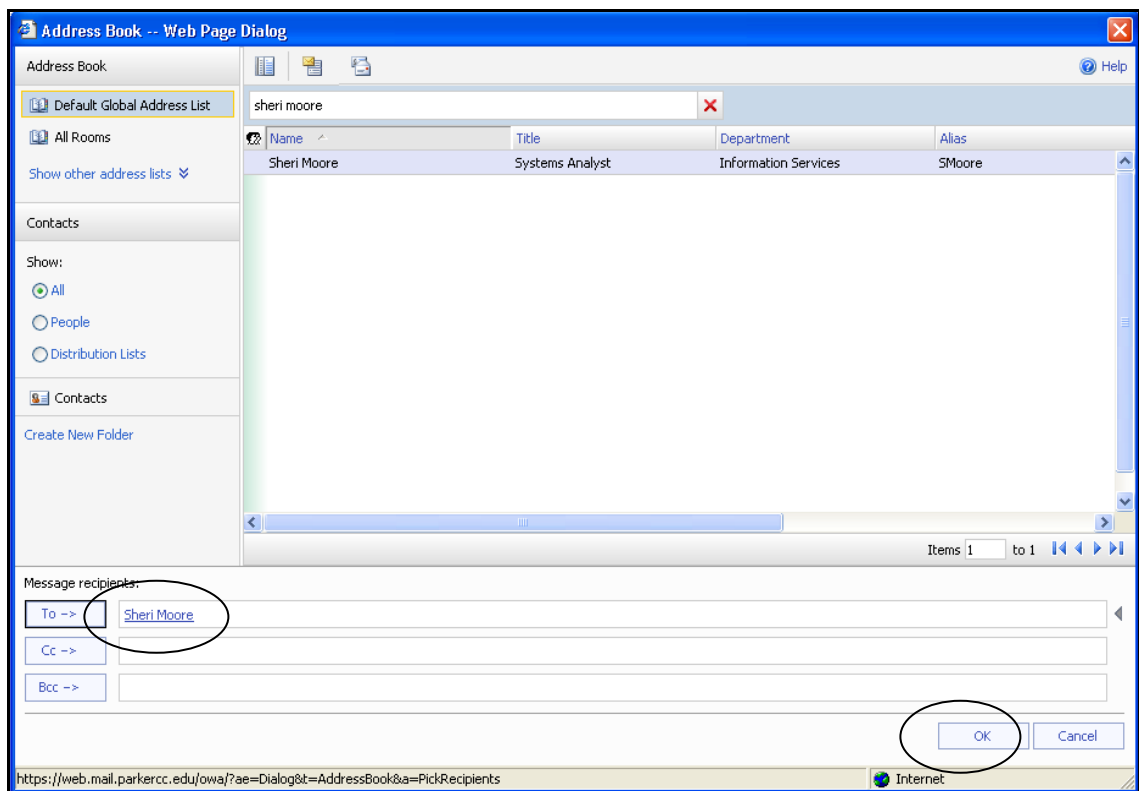 Address Book -- Web Page Dialog
Address Book
Help
Default Global Address List
sheri moore
All Rooms
Name Title Department Alias
Sheri Moore Systems Analyst Information Services SMoore
Show other address lists
Contacts
Show:
All
People
Distribution Lists
Contacts
Create New Folder
Items 1 to 1
Message recipients:
To -> Sheri Moore
Cc ->
Bcc ->
OK Cancel
https://web.mail.parkercc.edu/owa/?ae=Dialog&t=AddressBook&a=PickRecipients Internet